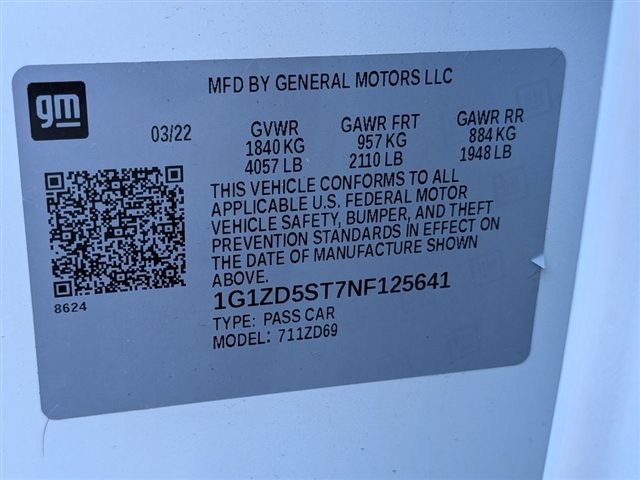 MFD BY GENERAL MOTORS LLC
gm
03/22 GVWR GAWR FRT GAWR RR
1840 KG 957 KG 884 KG
4057 LB 2110 LB 1948 LB
THIS VEHICLE CONFORMS TO ALL
APPLICABLE U.S. FEDERAL MOTOR
VEHICLE SAFETY, BUMPER, AND THEFT
PREVENTION STANDARDS IN EFFECT ON
THE DATE OF MANUFACTURE SHOWN
ABOVE.
8624
1G1ZD5ST7NF125641
TYPE: PASS CAR
MODEL: 711ZD69